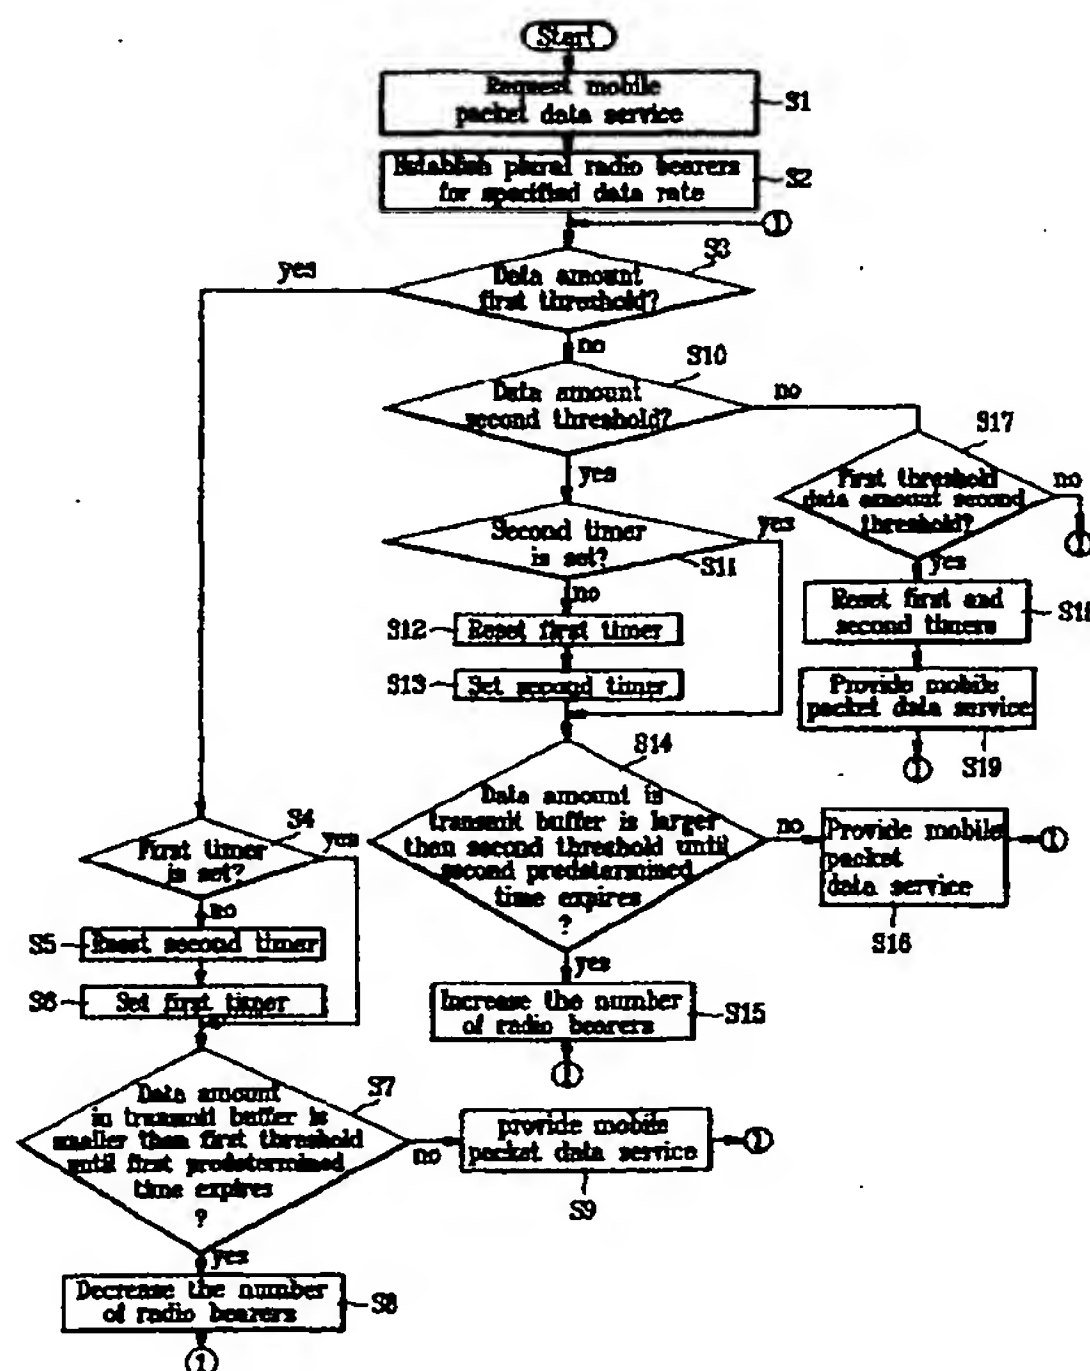 Start
Request mobile
packet data service
S1
Establish plural radio bearers
for specified data rate
S2
1
S3
Data amount
first threshold?
yes
no
S10
Data amount
second threshold?
no
yes
S17
First threshold
data amount second
threshold?
no
1
yes
Second timer
is set?
yes
S11
no
S12
Reset first timer
S13
Set second timer
Reset first and
second timers
S18
Provide mobile
packet data service
1
S19
S14
Data amount is
transmit buffer is larger
then second threshold until
second predetermined
time expires
?
no
Provide mobile
packet
data service
1
S16
yes
Increase the number
of radio bearers
S15
1
S4
First timer
is set?
yes
no
S5
Reset second timer
S6
Set first timer
S7
Data amount
in transmit buffer is
smaller than first threshold
until first predetermined
time expires
?
no
provide mobile
packet data service
1
S9
yes
Decrease the number
of radio bearers
S8
1